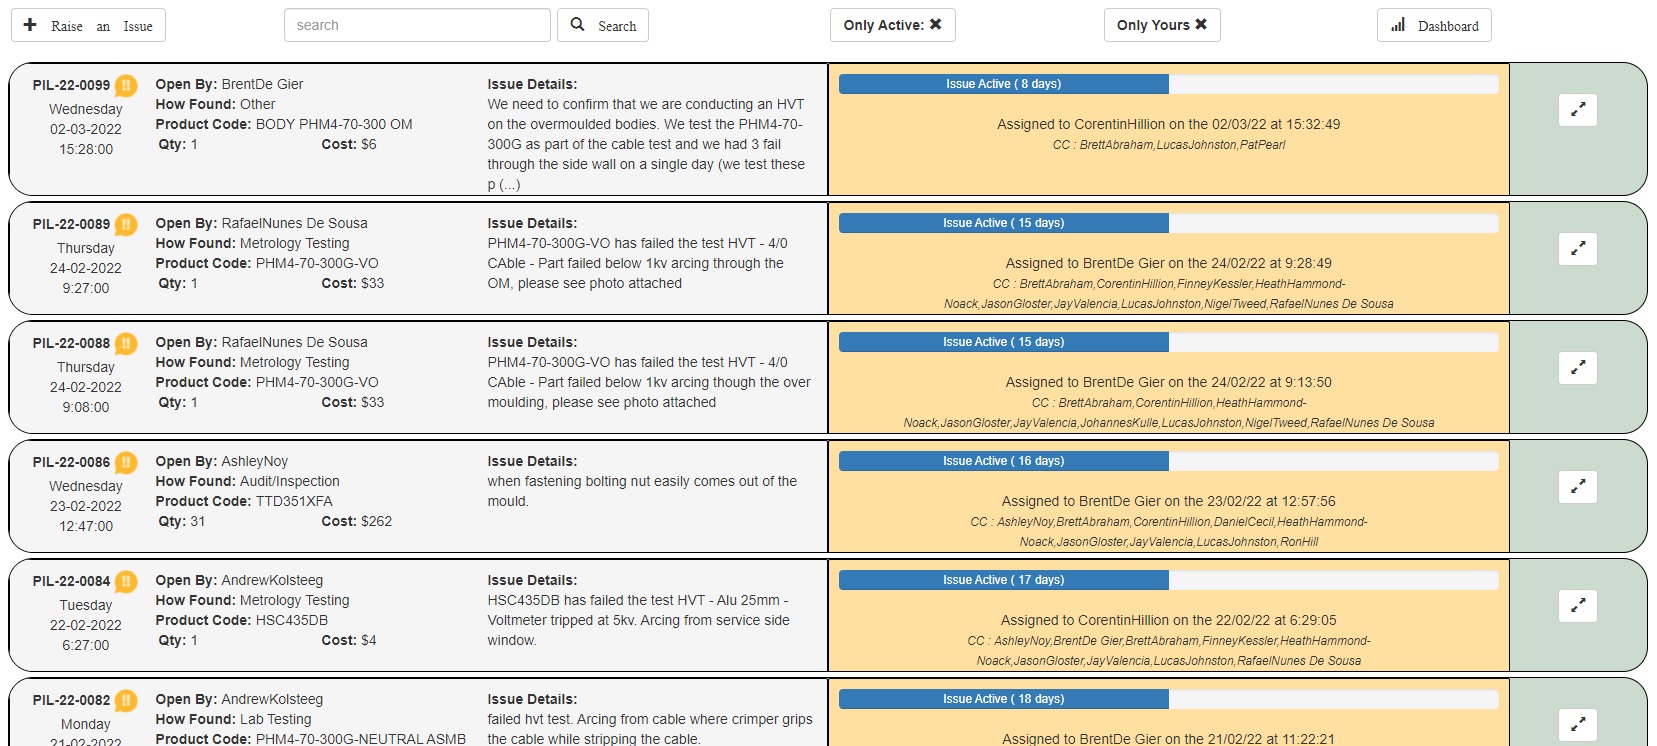 Raise an Issue
search
Search
Only Active: ✖
Only Yours ✖
Dashboard
PIL-22-0099
Wednesday
02-03-2022
15:28:00
Open By: BrentDe Gier
How Found: Other
Product Code: BODY PHM4-70-300 OM
Qty: 1 Cost: $6
Issue Details:
We need to confirm that we are conducting an HVT
on the overmoulded bodies. We test the PHM4-70-
300G as part of the cable test and we had 3 fail
through the side wall on a single day (we test these
p (...)
Issue Active ( 8 days)
Assigned to CorentinHillion on the 02/03/22 at 15:32:49
CC : BrettAbraham,LucasJohnston,PatPearl
PIL-22-0089
Thursday
24-02-2022
9:27:00
Open By: RafaelNunes De Sousa
How Found: Metrology Testing
Product Code: PHM4-70-300G-VO
Qty: 1 Cost: $33
Issue Details:
PHM4-70-300G-VO has failed the test HVT - 4/0
CAble - Part failed below 1kv arcing through the
OM, please see photo attached
Issue Active ( 15 days)
Assigned to BrentDe Gier on the 24/02/22 at 9:28:49
CC : BrettAbraham,CorentinHillion,FinneyKessler,HeathHammond-
Noack,JasonGloster,JayValencia,LucasJohnston,NigelTweed,RafaelNunes De Sousa
PIL-22-0088
Thursday
24-02-2022
9:08:00
Open By: RafaelNunes De Sousa
How Found: Metrology Testing
Product Code: PHM4-70-300G-VO
Qty: 1 Cost: $33
Issue Details:
PHM4-70-300G-VO has failed the test HVT - 4/0
CAble - Part failed below 1kv arcing though the over
moulding, please see photo attached
Issue Active ( 15 days)
Assigned to BrentDe Gier on the 24/02/22 at 9:13:50
CC : BrettAbraham,CorentinHillion,HeathHammond-
Noack,JasonGloster,JayValencia,JohannesKulle,LucasJohnston,NigelTweed,RafaelNunes De Sousa
PIL-22-0086
Wednesday
23-02-2022
12:47:00
Open By: AshleyNoy
How Found: Audit/Inspection
Product Code: TTD351XFA
Qty: 31 Cost: $262
Issue Details:
when fastening bolting nut easily comes out of the
mould.
Issue Active ( 16 days)
Assigned to BrentDe Gier on the 23/02/22 at 12:57:56
CC : AshleyNoy,BrettAbraham,CorentinHillion,DanielCecil,HeathHammond-
Noack,JasonGloster,JayValencia,LucasJohnston,RonHill
PIL-22-0084
Tuesday
22-02-2022
6:27:00
Open By: AndrewKolsteeg
How Found: Metrology Testing
Product Code: HSC435DB
Qty: 1 Cost: $4
Issue Details:
HSC435DB has failed the test HVT - Alu 25mm -
Voltmeter tripped at 5kv. Arcing from service side
window.
Issue Active ( 17 days)
Assigned to CorentinHillion on the 22/02/22 at 6:29:05
CC : AshleyNoy,BrentDe Gier,BrettAbraham,FinneyKessler,HeathHammond-
Noack,JasonGloster,JayValencia,LucasJohnston,RafaelNunes De Sousa
PIL-22-0082
Monday
21-02-2022
Open By: AndrewKolsteeg
How Found: Lab Testing
Product Code: PHM4-70-300G-NEUTRAL ASMB
Issue Details:
failed hvt test. Arcing from cable where crimper grips
the cable while stripping the cable.
Issue Active ( 18 days)
Assigned to BrentDe Gier on the 21/02/22 at 11:22:21